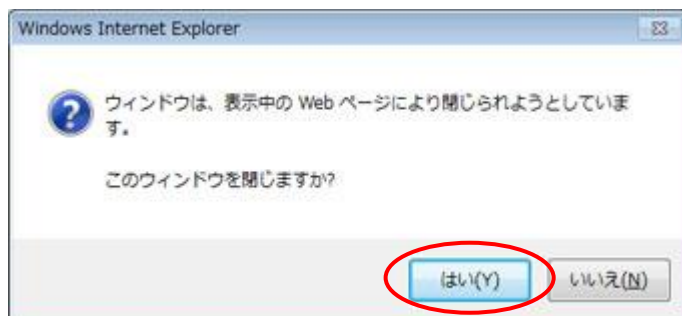 Windows Internet Explorer
ウィンドウは、表示中の Web ページにより閉じられようとしていま
す。
このウィンドウを閉じますか?
はい(Y)
いいえ(N)